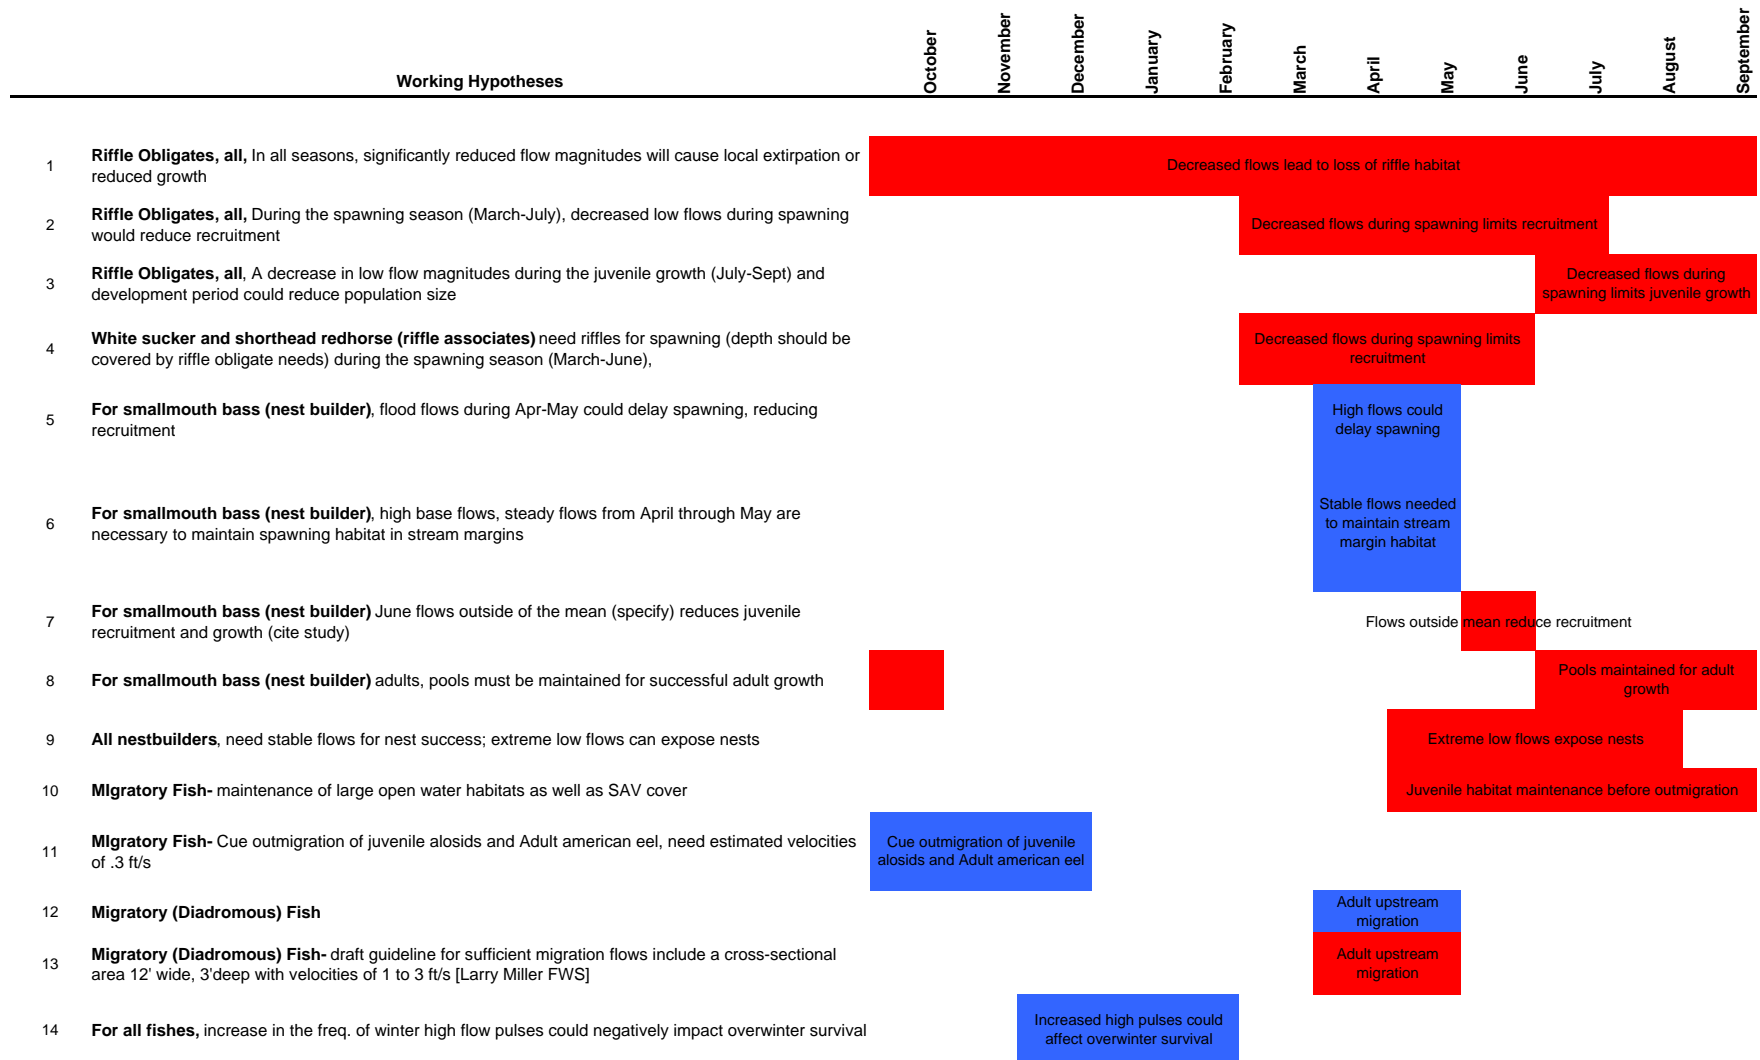 Working Hypotheses
October
November
December
January
February
March
April
May
June
July
August
September
1
Riffle Obligates, all, In all seasons, significantly reduced flow magnitudes will cause local extirpation or
reduced growth
Decreased flows lead to loss of riffle habitat
2
Riffle Obligates, all, During the spawning season (March-July), decreased low flows during spawning
would reduce recruitment
Decreased flows during spawning limits recruitment
3
Riffle Obligates, all, A decrease in low flow magnitudes during the juvenile growth (July-Sept) and
development period could reduce population size
Decreased flows during
spawning limits juvenile growth
4
White sucker and shorthead redhorse (riffle associates) need riffles for spawning (depth should be
covered by riffle obligate needs) during the spawning season (March-June),
Decreased flows during spawning limits
recruitment
5
For smallmouth bass (nest builder), flood flows during Apr-May could delay spawning, reducing
recruitment
High flows could
delay spawning
6
For smallmouth bass (nest builder), high base flows, steady flows from April through May are
necessary to maintain spawning habitat in stream margins
Stable flows needed
to maintain stream
margin habitat
7
For smallmouth bass (nest builder) June flows outside of the mean (specify) reduces juvenile
recruitment and growth (cite study)
Flows outside mean reduce recruitment
8
For smallmouth bass (nest builder) adults, pools must be maintained for successful adult growth
Pools maintained for adult
growth
9
All nestbuilders, need stable flows for nest success; extreme low flows can expose nests
Extreme low flows expose nests
10
MIgratory Fish- maintenance of large open water habitats as well as SAV cover
Juvenile habitat maintenance before outmigration
11
MIgratory Fish- Cue outmigration of juvenile alosids and Adult american eel, need estimated velocities
of .3 ft/s
Cue outmigration of juvenile
alosids and Adult american eel
12
Migratory (Diadromous) Fish
Adult upstream
migration
13
Migratory (Diadromous) Fish- draft guideline for sufficient migration flows include a cross-sectional
area 12' wide, 3'deep with velocities of 1 to 3 ft/s [Larry Miller FWS]
Adult upstream
migration
14
For all fishes, increase in the freq. of winter high flow pulses could negatively impact overwinter survival
Increased high pulses could
affect overwinter survival